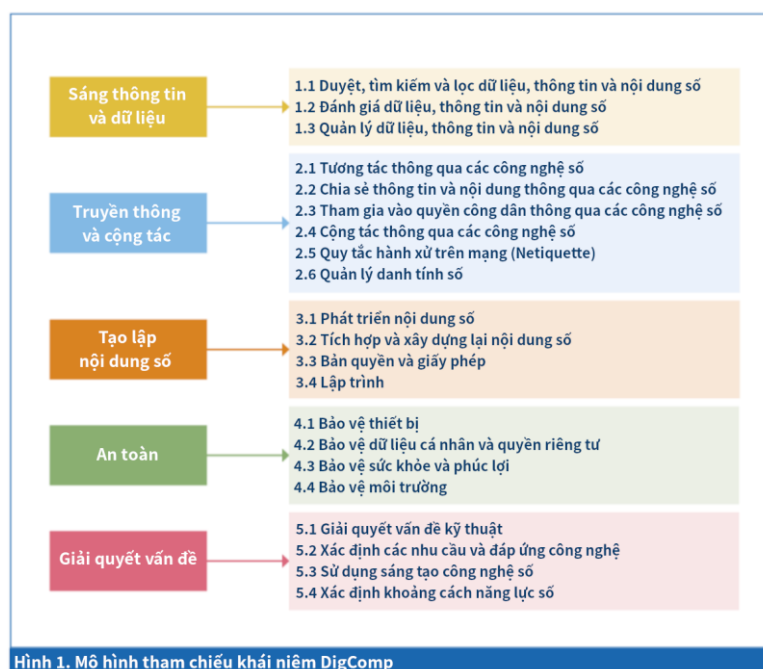 Sáng thông tin
và dữ liệu
1.1 Duyệt, tìm kiếm và lọc dữ liệu, thông tin và nội dung số
1.2 Đánh giá dữ liệu, thông tin và nội dung số
1.3 Quản lý dữ liệu, thông tin và nội dung số
Truyền thông
và cộng tác
2.1 Tương tác thông qua các công nghệ số
2.2 Chia sẻ thông tin và nội dung thông qua các công nghệ số
2.3 Tham gia vào quyền công dân thông qua các công nghệ số
2.4 Cộng tác thông qua các công nghệ số
2.5 Quy tắc hành xử trên mạng (Netiquette)
2.6 Quản lý danh tính số
Tạo lập
nội dung số
3.1 Phát triển nội dung số
3.2 Tích hợp và xây dựng lại nội dung số
3.3 Bản quyền và giấy phép
3.4 Lập trình
An toàn
4.1 Bảo vệ thiết bị
4.2 Bảo vệ dữ liệu cá nhân và quyền riêng tư
4.3 Bảo vệ sức khỏe và phúc lợi
4.4 Bảo vệ môi trường
Giải quyết vấn đề
5.1 Giải quyết vấn đề kỹ thuật
5.2 Xác định các nhu cầu và đáp ứng công nghệ
5.3 Sử dụng sáng tạo công nghệ số
5.4 Xác định khoảng cách năng lực số
Hình 1. Mô hình tham chiếu khái niệm DigComp